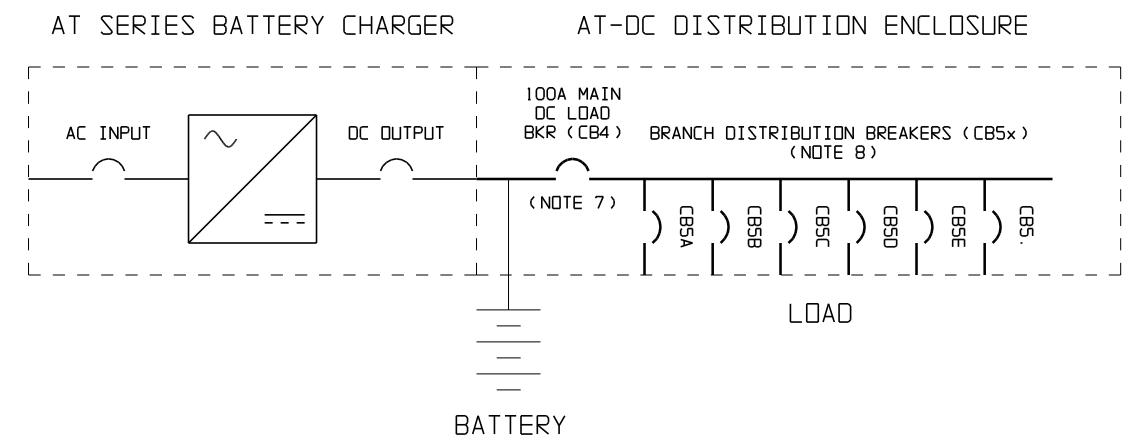 AT SERIES BATTERY CHARGER
AT-DC DISTRIBUTION ENCLOSURE
100A MAIN
DC LOAD
BKR (CB4)
AC INPUT
DC OUTPUT
BRANCH DISTRIBUTION BREAKERS (CB5x)
(NOTE 8)
(NOTE 7)
CB5A
CB5B
CB5C
CB5D
CB5E
CB5.
LOAD
BATTERY